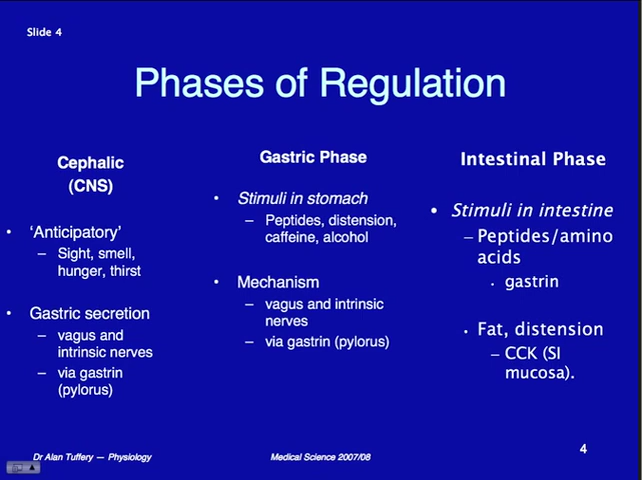 Slide 4
Phases of Regulation
Cephalic
(CNS)
• 'Anticipatory'
– Sight, smell,
hunger, thirst
• Gastric secretion
– vagus and
intrinsic nerves
– via gastrin
(pylorus)
Gastric Phase
• Stimuli in stomach
– Peptides, distension,
caffeine, alcohol
• Mechanism
– vagus and intrinsic
nerves
– via gastrin (pylorus)
Intestinal Phase
• Stimuli in intestine
– Peptides/amino
acids
• gastrin
• Fat, distension
– CCK (SI
mucosa).
Dr Alan Tuffery — Physiology
Medical Science 2007/08
4